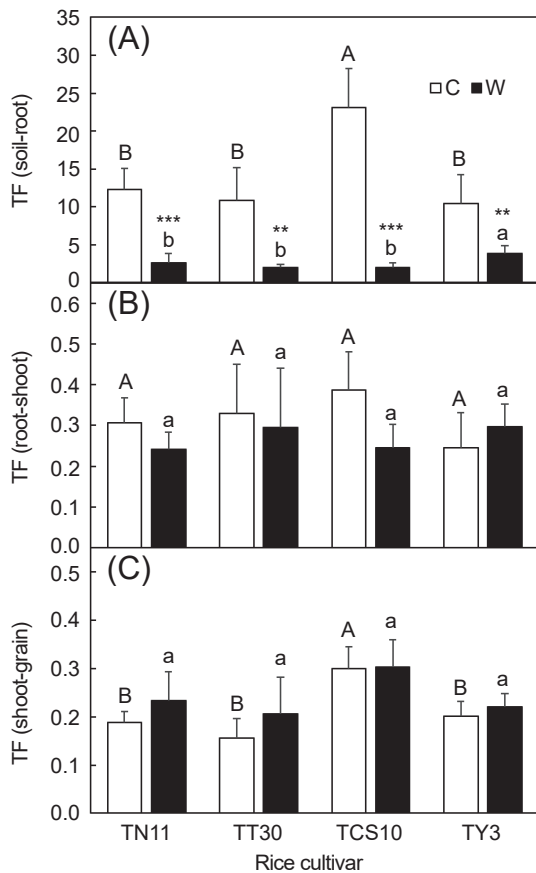 (A)
TF (soil-root)
35
30
25
20
15
10
5
0
C W
B *** b
B ** b
A *** b
B ** a
(B)
TF (root-shoot)
0.6
0.5
0.4
0.3
0.2
0.1
0.0
A a
A a
A a
A a
(C)
TF (shoot-grain)
0.5
0.4
0.3
0.2
0.1
0.0
B a
B a
A a
B a
TN11 TT30 TCS10 TY3
Rice cultivar